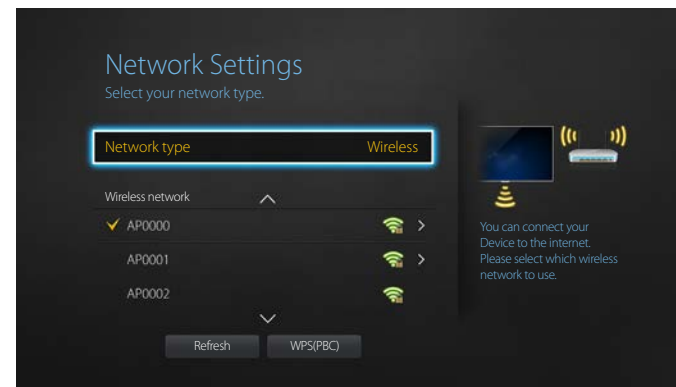 Network Settings
Select your network type.
Network type Wireless
Wireless network
AP0000
AP0001
AP0002
Refresh WPS(PBC)
You can connect your
Device to the internet.
Please select which wireless
network to use.